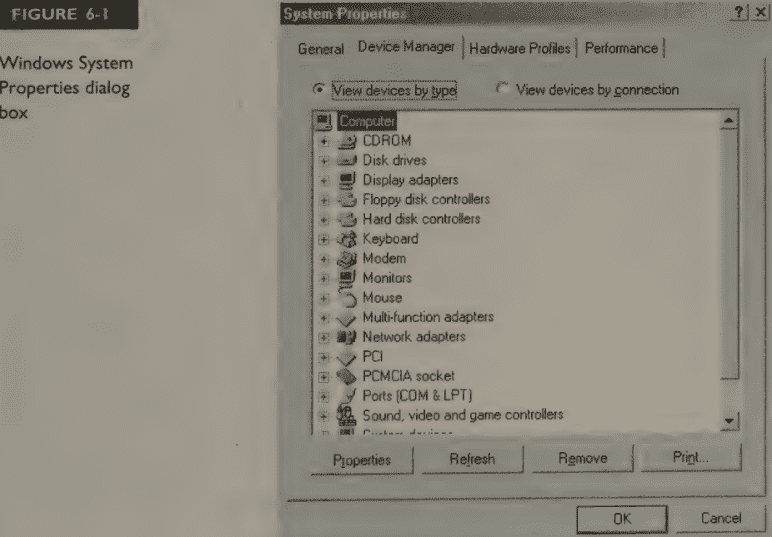 FIGURE 6-1
Windows System
Properties dialog
box
System Properties
General Device Manager Hardware Profiles Performance
View devices by type View devices by connection
Computer
CDROM
Disk drives
Display adapters
Floppy disk controllers
Hard disk controllers
Keyboard
Modem
Monitors
Mouse
Multi-function adapters
Network adapters
PCI
PCMCIA socket
Ports (COM & LPT)
Sound, video and game controllers
System devices
Properties Refresh Remove Print...
OK Cancel